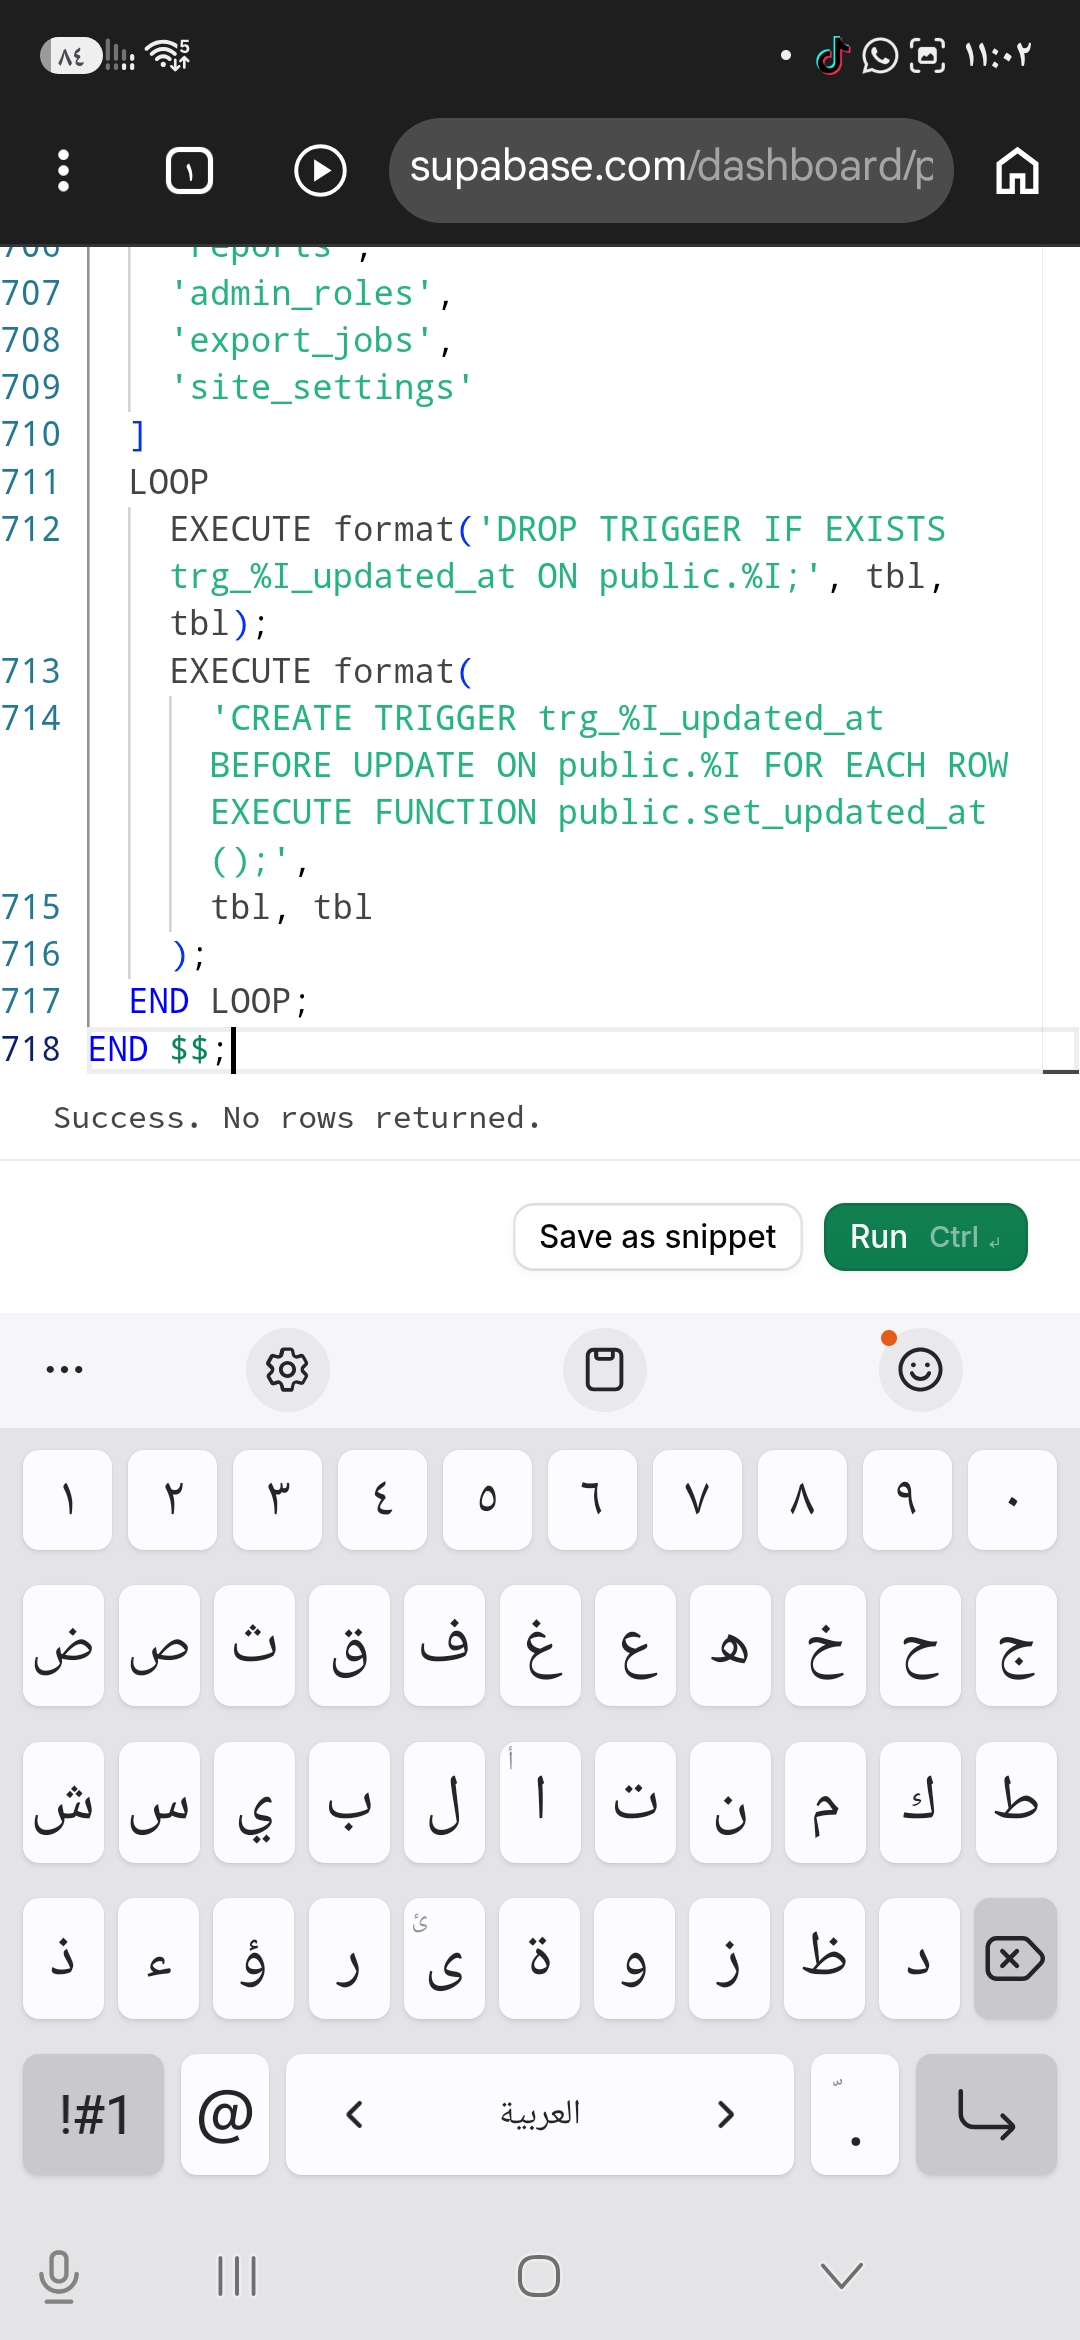 ٨٤
5
١١:٠٢
١
supabase.com/dashboard/p
706 'reports',
707 'admin_roles',
708 'export_jobs',
709 'site_settings'
710 ]
711 LOOP
712 EXECUTE format('DROP TRIGGER IF EXISTS
trg_%I_updated_at ON public.%I;', tbl,
tbl);
713 EXECUTE format(
714 'CREATE TRIGGER trg_%I_updated_at
BEFORE UPDATE ON public.%I FOR EACH ROW
EXECUTE FUNCTION public.set_updated_at
();',
715 tbl, tbl
716 );
717 END LOOP;
718 END $$;
Success. No rows returned.
Save as snippet
Run Ctrl ↵
١ ٢ ٣ ٤ ٥ ٦ ٧ ٨ ٩ ٠
ض ص ث ق ف غ ع ه خ ح ج
ش س ي ب ل ا أ ت ن م ك ط
ذ ء ؤ ر ى ئ ة و ز ظ د
!#1 @ < العربية > .